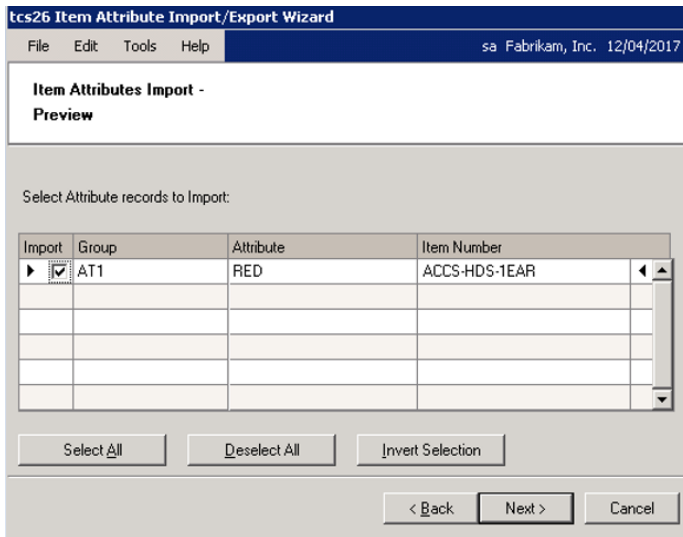 tcs26 Item Attribute Import/Export Wizard
File Edit Tools Help sa Fabrikam, Inc. 12/04/2017
Item Attributes Import -
Preview
Select Attribute records to Import:
Import Group Attribute Item Number
AT1 RED ACCS-HDS-1EAR
Select All Deselect All Invert Selection
< Back Next > Cancel